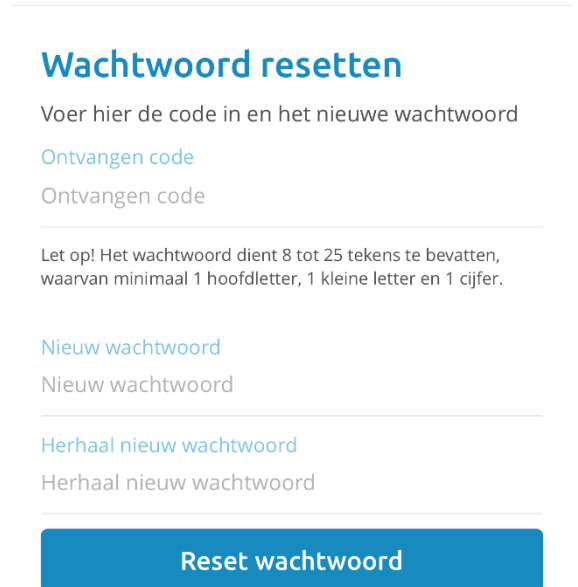 Wachtwoord resetten
Voer hier de code in en het nieuwe wachtwoord
Ontvangen code
Ontvangen code
Let op! Het wachtwoord dient 8 tot 25 tekens te bevatten,
waarvan minimaal 1 hoofdletter, 1 kleine letter en 1 cijfer.
Nieuw wachtwoord
Nieuw wachtwoord
Herhaal nieuw wachtwoord
Herhaal nieuw wachtwoord
Reset wachtwoord